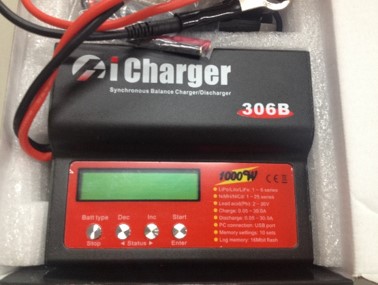 iCharger
Synchronous Balance Charger/Discharger
306B
1000W CE
LiPo/Lilo/LiFe: 1 ~ 6 series
NiMH/NiCd: 1 ~ 25 series
Lead acid/Pb: 2 ~ 36V
Charge: 0.05 ~ 30.0A
Discharge: 0.05 ~ 30.0A
PC connection: USB port
Memory settings: 10 sets
Log memory: 16Mbit flash
Batt type Dec Inc Start
Stop ◄ Status ► Enter